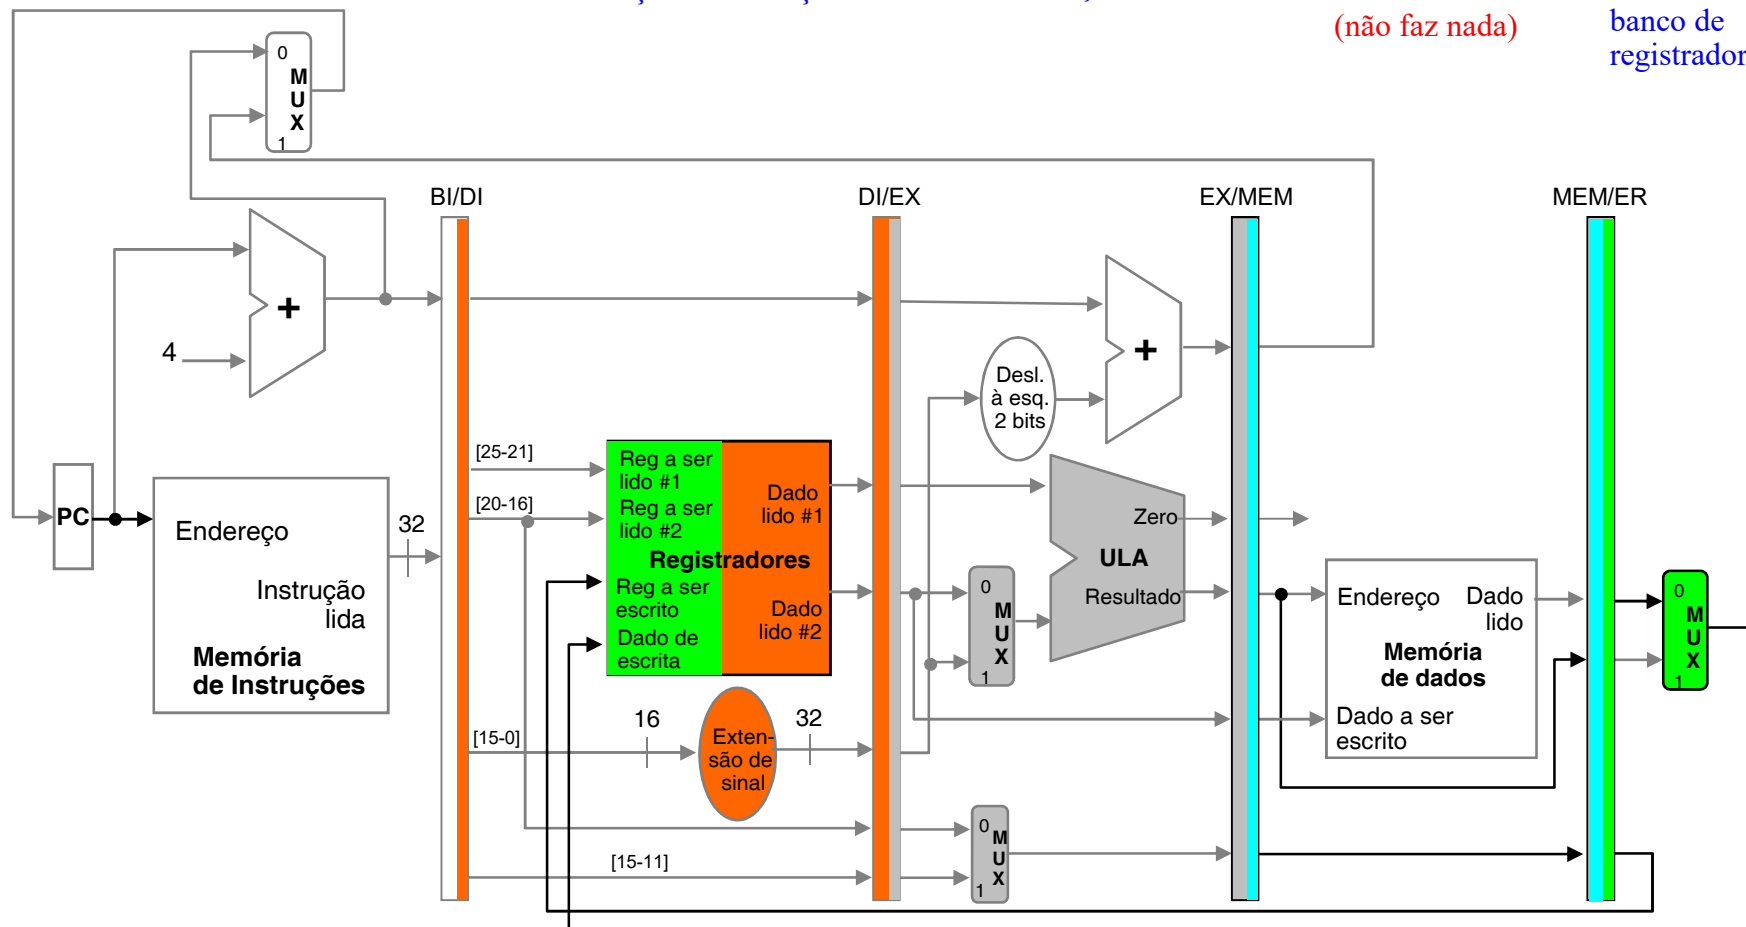 (não faz nada)
banco de
registrador
0
M
U
X
1
BI/DI
DI/EX
EX/MEM
MEM/ER
+
4
+
Desl.
à esq.
2 bits
[25-21]
[20-16]
PC
Endereço
32
Instrução
lida
Memória
de Instruções
Reg a ser
lido #1
Reg a ser
lido #2
Dado
lido #1
Registradores
Reg a ser
escrito
Dado
lido #2
Dado de
escrita
0
M
U
X
1
Zero
ULA
Resultado
Endereço
Dado
lido
Memória
de dados
Dado a ser
escrito
0
M
U
X
1
[15-0]
16
Exten-
são de
sinal
32
[15-11]
0
M
U
X
1